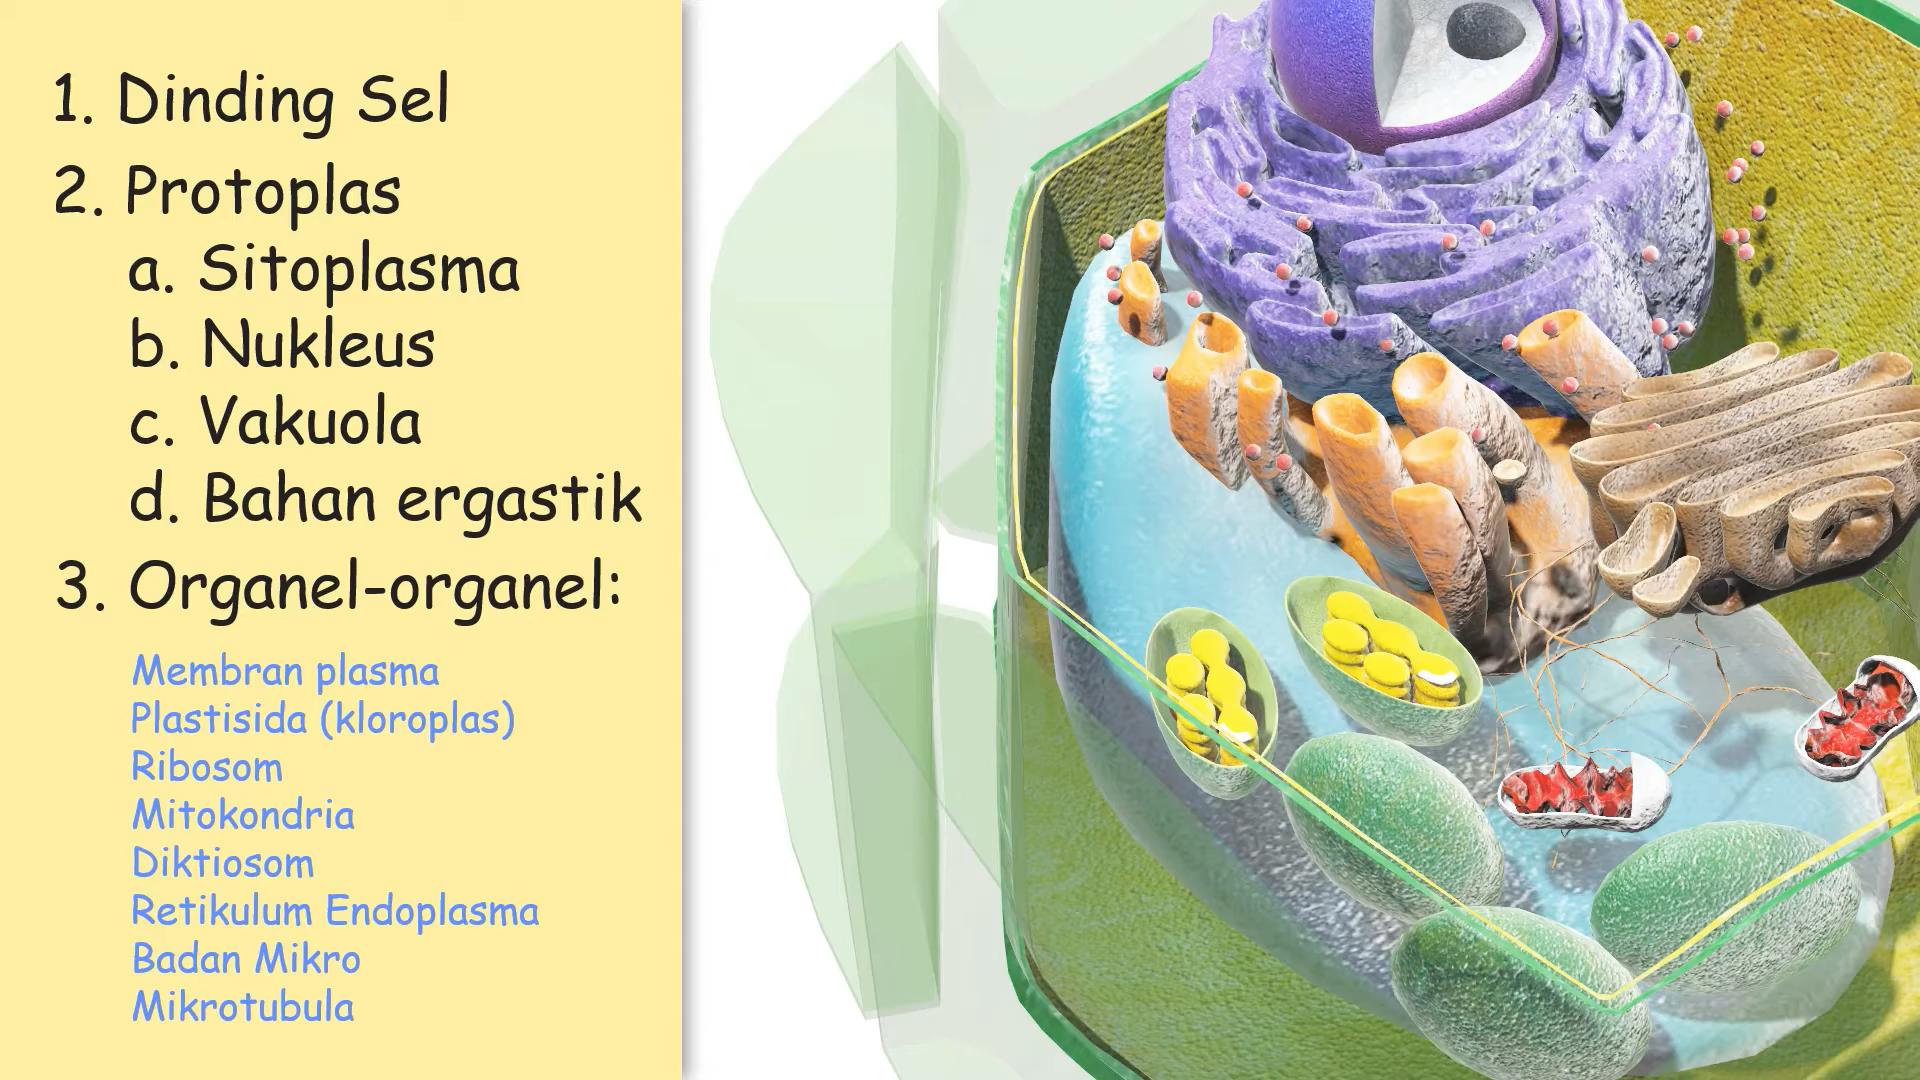 1. Dinding Sel
2. Protoplas
a. Sitoplasma
b. Nukleus
c. Vakuola
d. Bahan ergastik
3. Organel-organel:
Membran plasma
Plastisida (kloroplas)
Ribosom
Mitokondria
Diktiosom
Retikulum Endoplasma
Badan Mikro
Mikrotubula